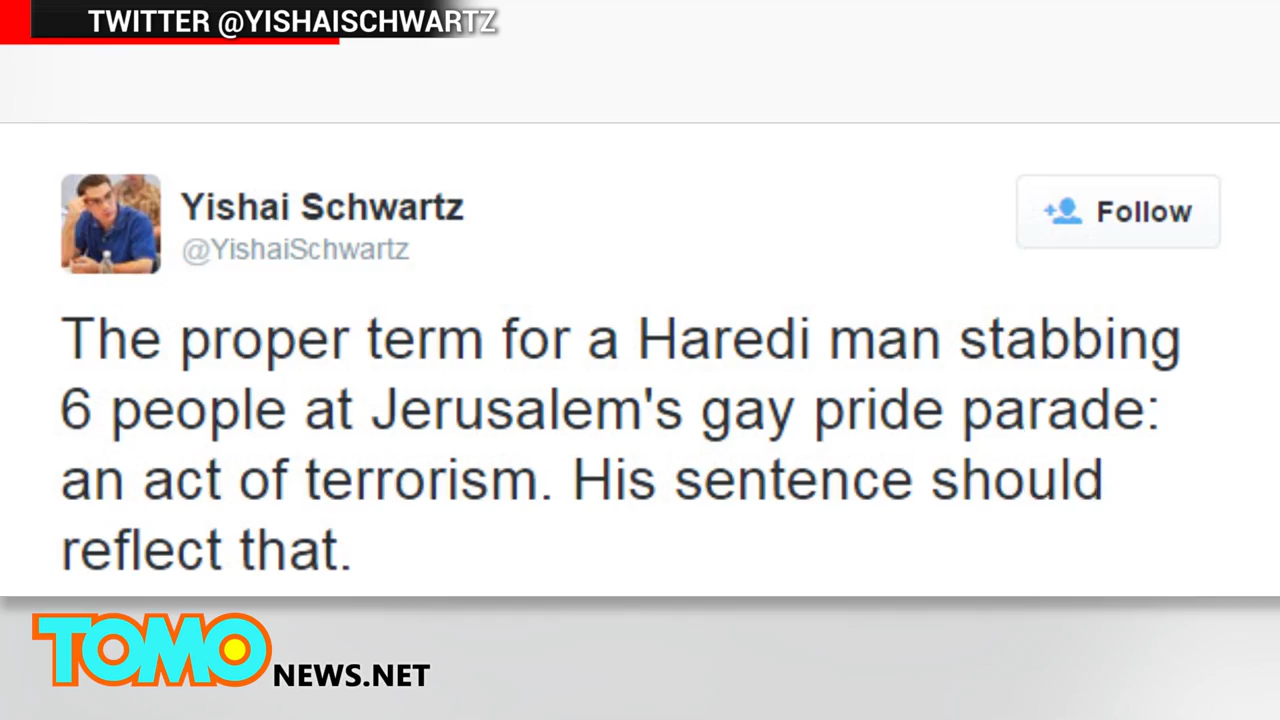 TWITTER @YISHAISCHWARTZ
Yishai Schwartz
@YishaiSchwartz
Follow
The proper term for a Haredi man stabbing
6 people at Jerusalem's gay pride parade:
an act of terrorism. His sentence should
reflect that.
TOMO NEWS.NET